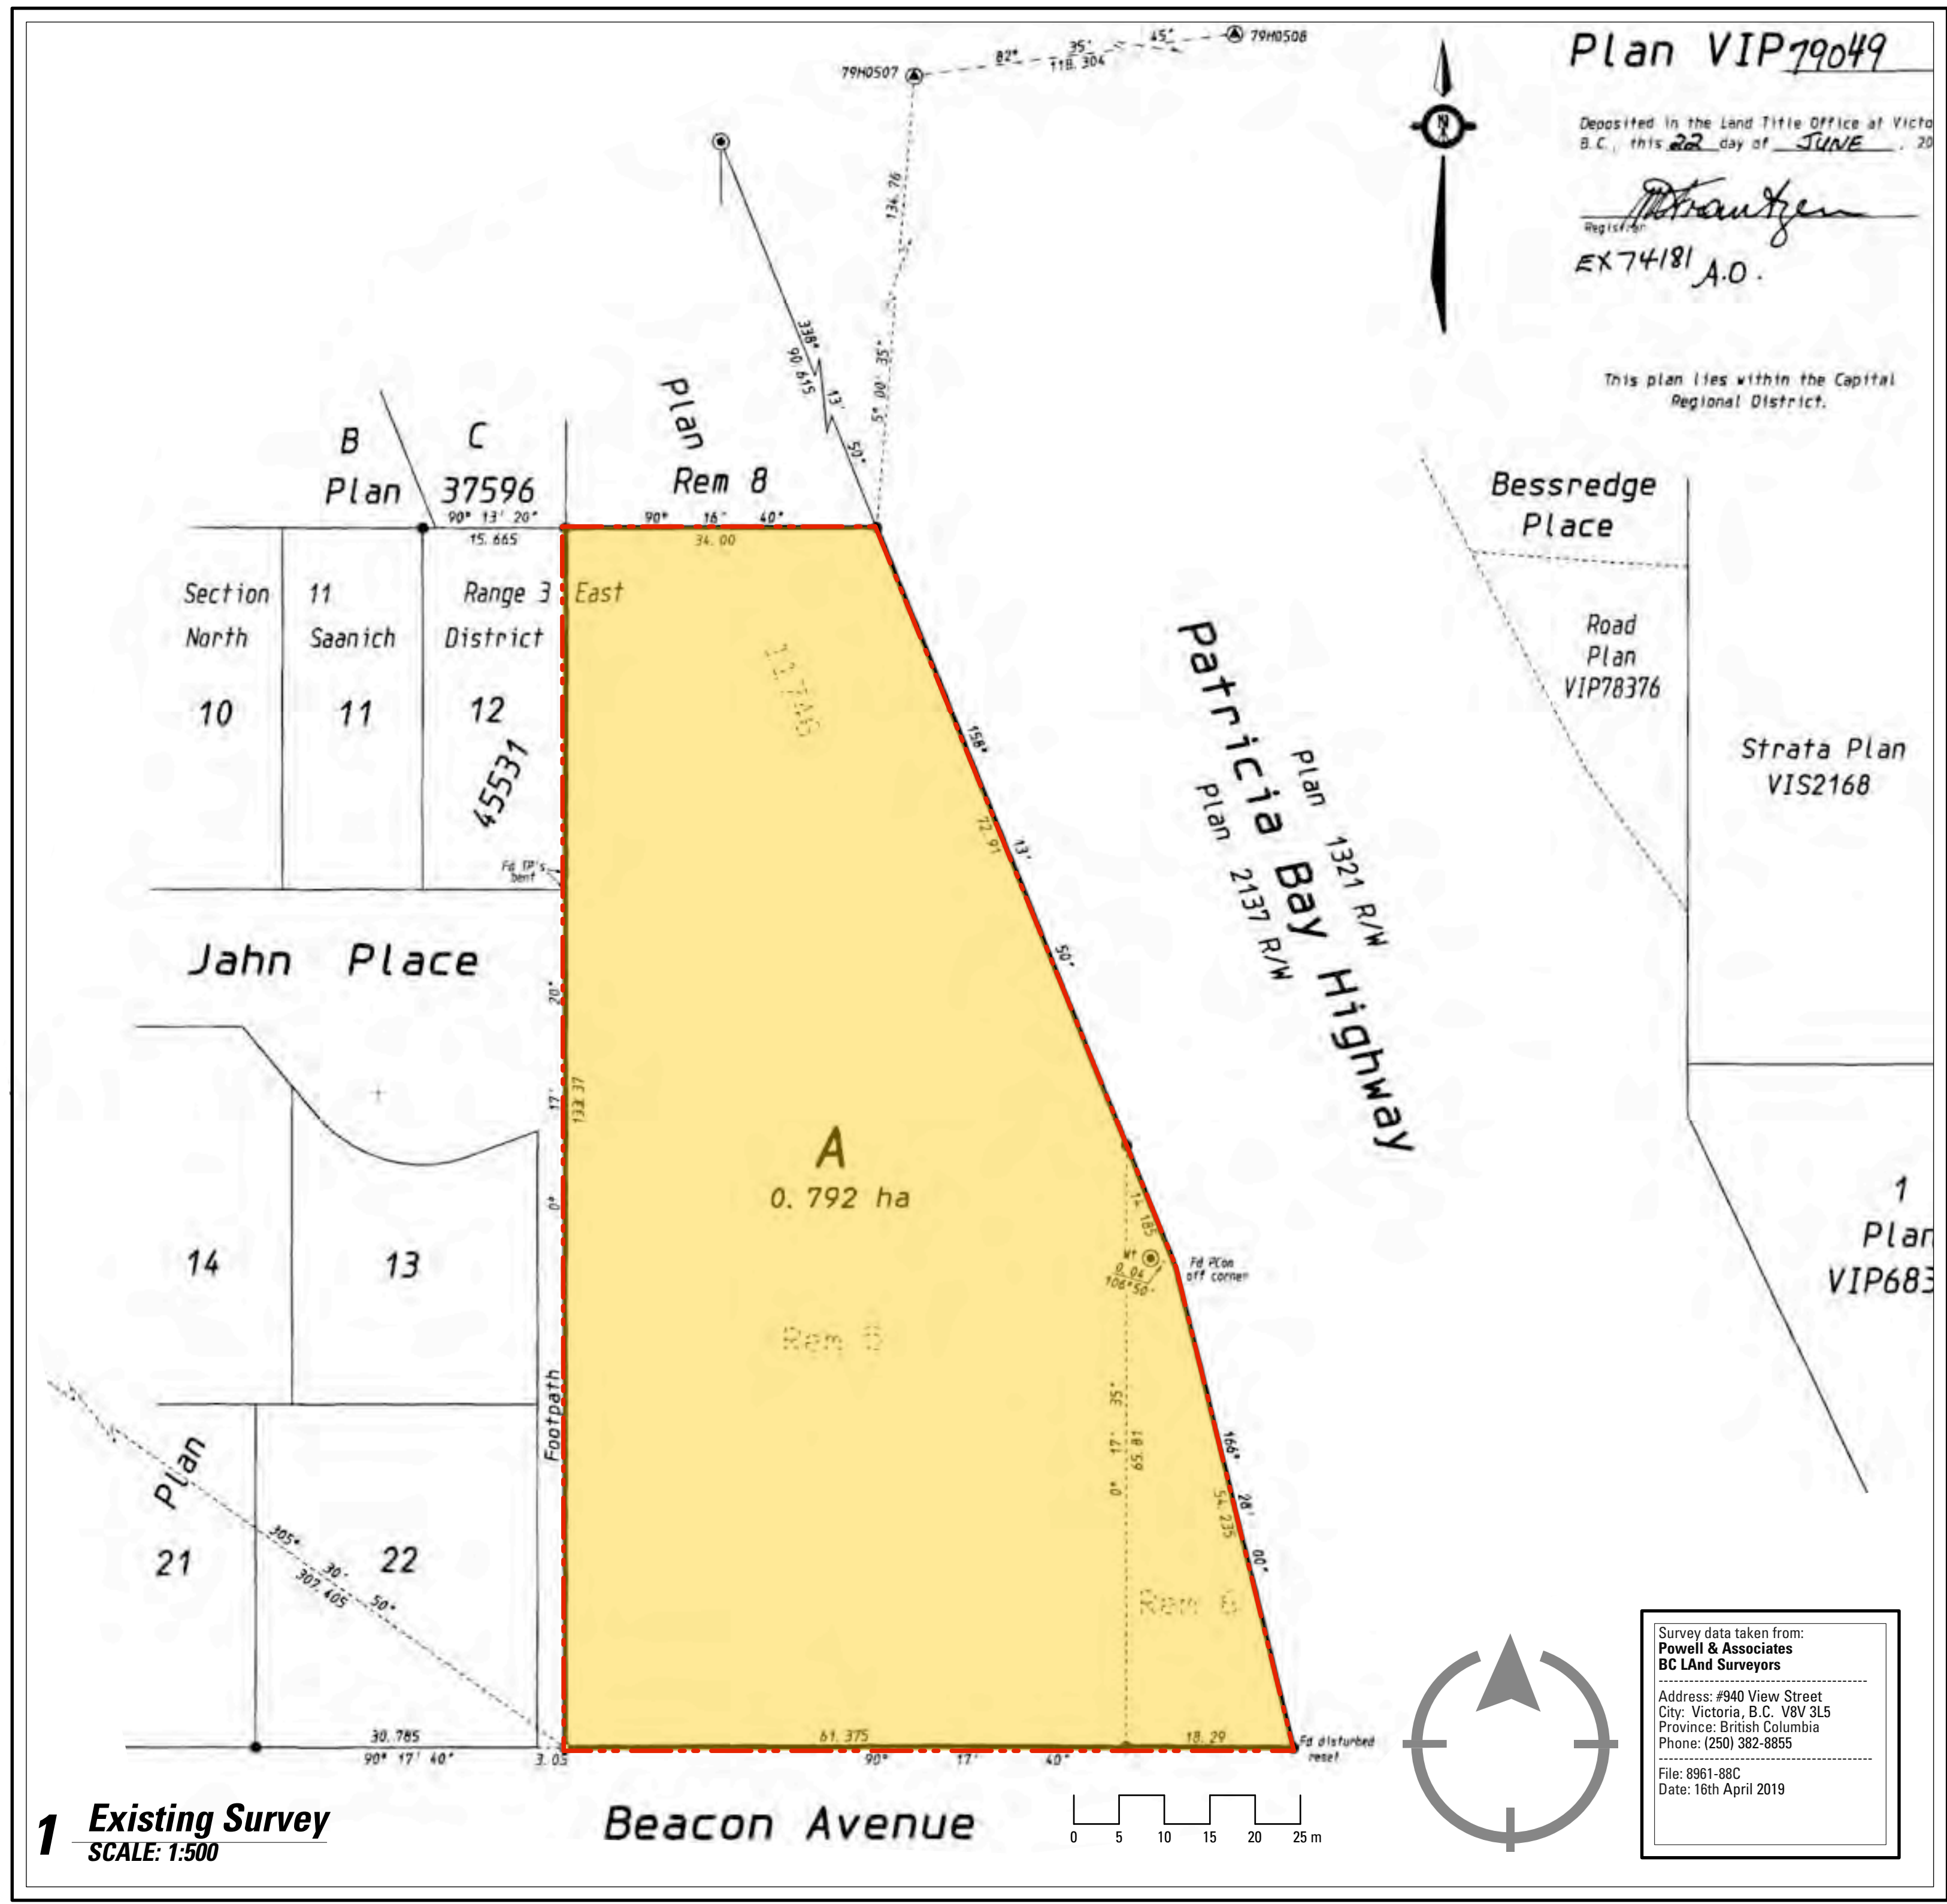 79H0507
82° 35' 45"
118.304
79H0508
Plan VIP79049
Deposited in the Land Title Office at Victo
B.C., this 22 day of JUNE, 20
Registrar
EX74181 A.O.
N
This plan lies within the Capital
Regional District.
134.76
5° 00' 35"
338° 13' 50"
90.615
B
C
Plan 37596
90° 13' 20"
15.665
Plan
Rem 8
90° 16' 40"
34.00
Bessredge
Place
Section 11 Range 3 East
North Saanich District
10
11
12
45531
Fd IP's
bent
11746
158° 13' 50"
72.91
Patricia Bay Highway
Plan 1321 R/W
Plan 2137 R/W
Road
Plan
VIP78376
Strata Plan
VIS2168
Jahn Place
0° 17' 20"
133.37
A
0.792 ha
14.185
Wt
0.04
106°50'
Fd PCon
off corner
1
Plan
VIP683
14
13
Footpath
0° 17' 35"
65.81
166° 28' 00"
54.235
Plan
21
22
305° 30' 50"
307.405
30.785
90° 17' 40"
3.05
61.375
18.29
90° 17' 40"
Fd disturbed
reset
Beacon Avenue
0 5 10 15 20 25 m
1 Existing Survey
SCALE: 1:500
Survey data taken from:
Powell & Associates
BC LAnd Surveyors
Address: #940 View Street
City: Victoria, B.C. V8V 3L5
Province: British Columbia
Phone: (250) 382-8855
File: 8961-88C
Date: 16th April 2019